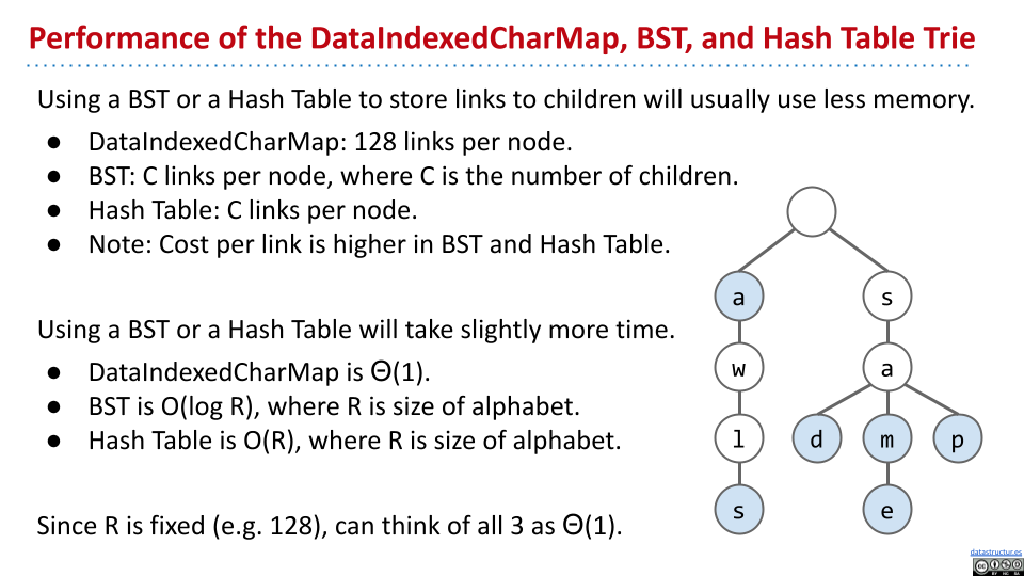 Performance of the DataIndexedCharMap, BST, and Hash Table Trie
Using a BST or a Hash Table to store links to children will usually use less memory.
● DataIndexedCharMap: 128 links per node.
● BST: C links per node, where C is the number of children.
● Hash Table: C links per node.
● Note: Cost per link is higher in BST and Hash Table.
Using a BST or a Hash Table will take slightly more time.
● DataIndexedCharMap is Θ(1).
● BST is O(log R), where R is size of alphabet.
● Hash Table is O(R), where R is size of alphabet.
Since R is fixed (e.g. 128), can think of all 3 as Θ(1).
a s
w a
l d m p
s e
datastructur.es
CC BY NC SA